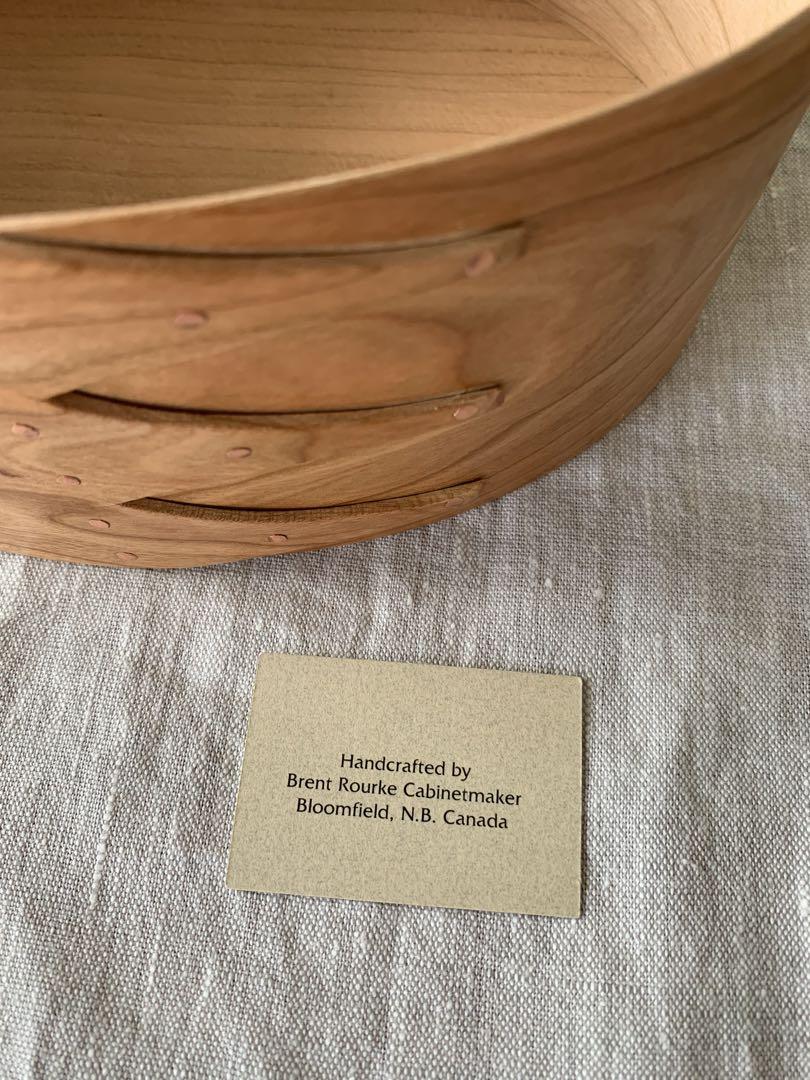 Handcrafted by
Brent Rourke Cabinetmaker
Bloomfield, N.B. Canada